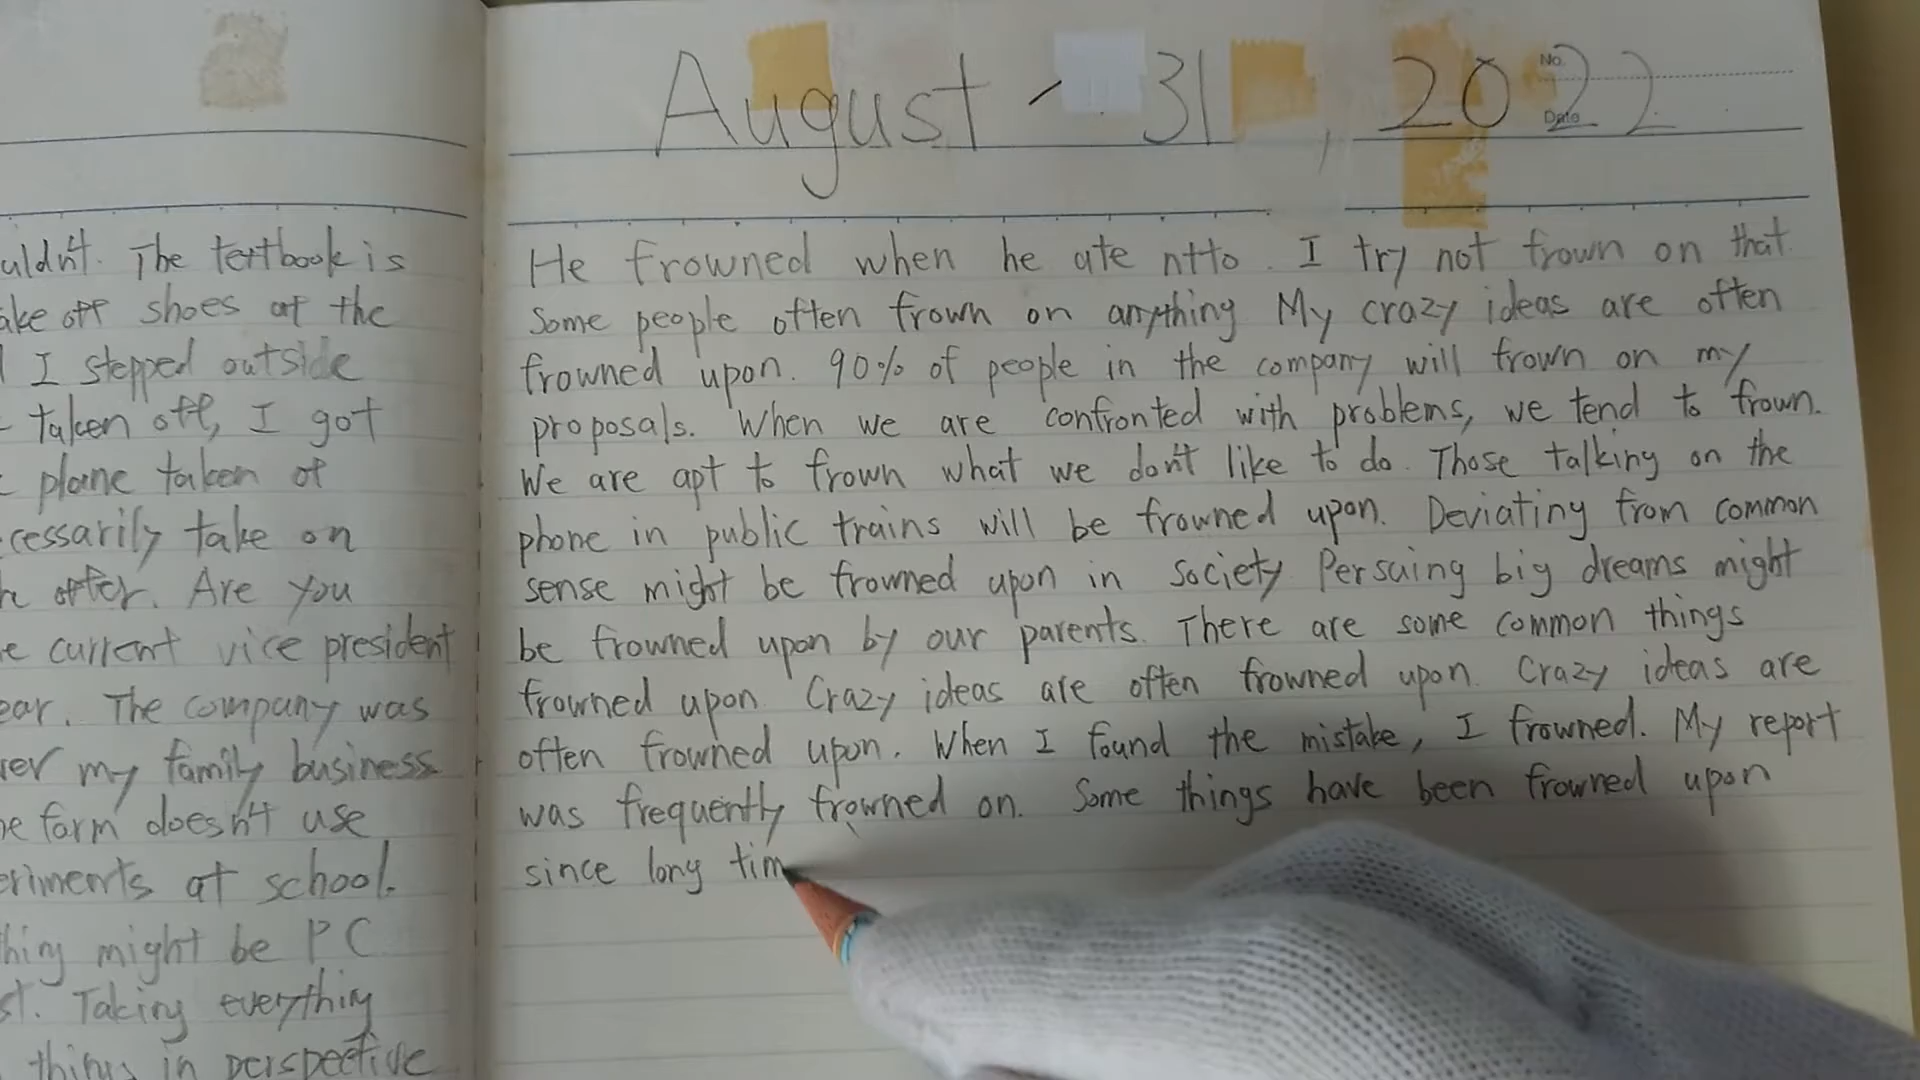 August - 31, 2022
No.
Date
uldn't. The textbook is
ake off shoes at the
I stepped outside
taken off, I got
plane taken of
cessarily take on
offer. Are you
e current vice president
ear. The company was
ver my family business
e farm doesn't use
eriments at school.
hing might be PC
st. Taking everything
things in perspective
He frowned when he ate ntto. I try not frown on that.
Some people often frown on anything. My crazy ideas are often
frowned upon. 90% of people in the company will frown on my
proposals. When we are confronted with problems, we tend to frown.
We are apt to frown what we don't like to do. Those talking on the
phone in public trains will be frowned upon. Deviating from common
sense might be frowned upon in society. Persuing big dreams might
be frowned upon by our parents. There are some common things
frowned upon. Crazy ideas are often frowned upon. Crazy ideas are
often frowned upon. When I found the mistake, I frowned. My report
was frequently frowned on. Some things have been frowned upon
since long tim